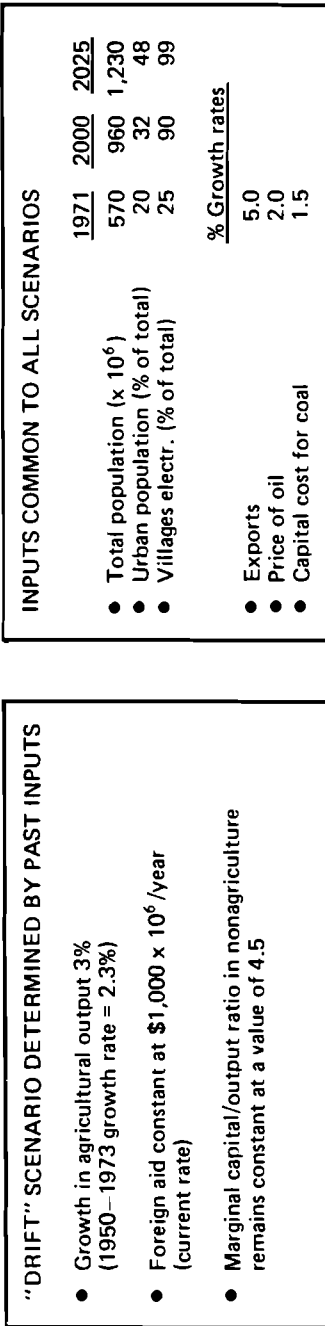 "DRIFT" SCENARIO DETERMINED BY PAST INPUTS
● Growth in agricultural output 3%
(1950–1973 growth rate = 2.3%)
● Foreign aid constant at $1,000 x 10⁶/year
(current rate)
● Marginal capital/output ratio in nonagriculture
remains constant at a value of 4.5
INPUTS COMMON TO ALL SCENARIOS
1971 2000 2025
● Total population (x 10⁶) 570 960 1,230
● Urban population (% of total) 20 32 48
● Villages electr. (% of total) 25 90 99
% Growth rates
● Exports 5.0
● Price of oil 2.0
● Capital cost for coal 1.5